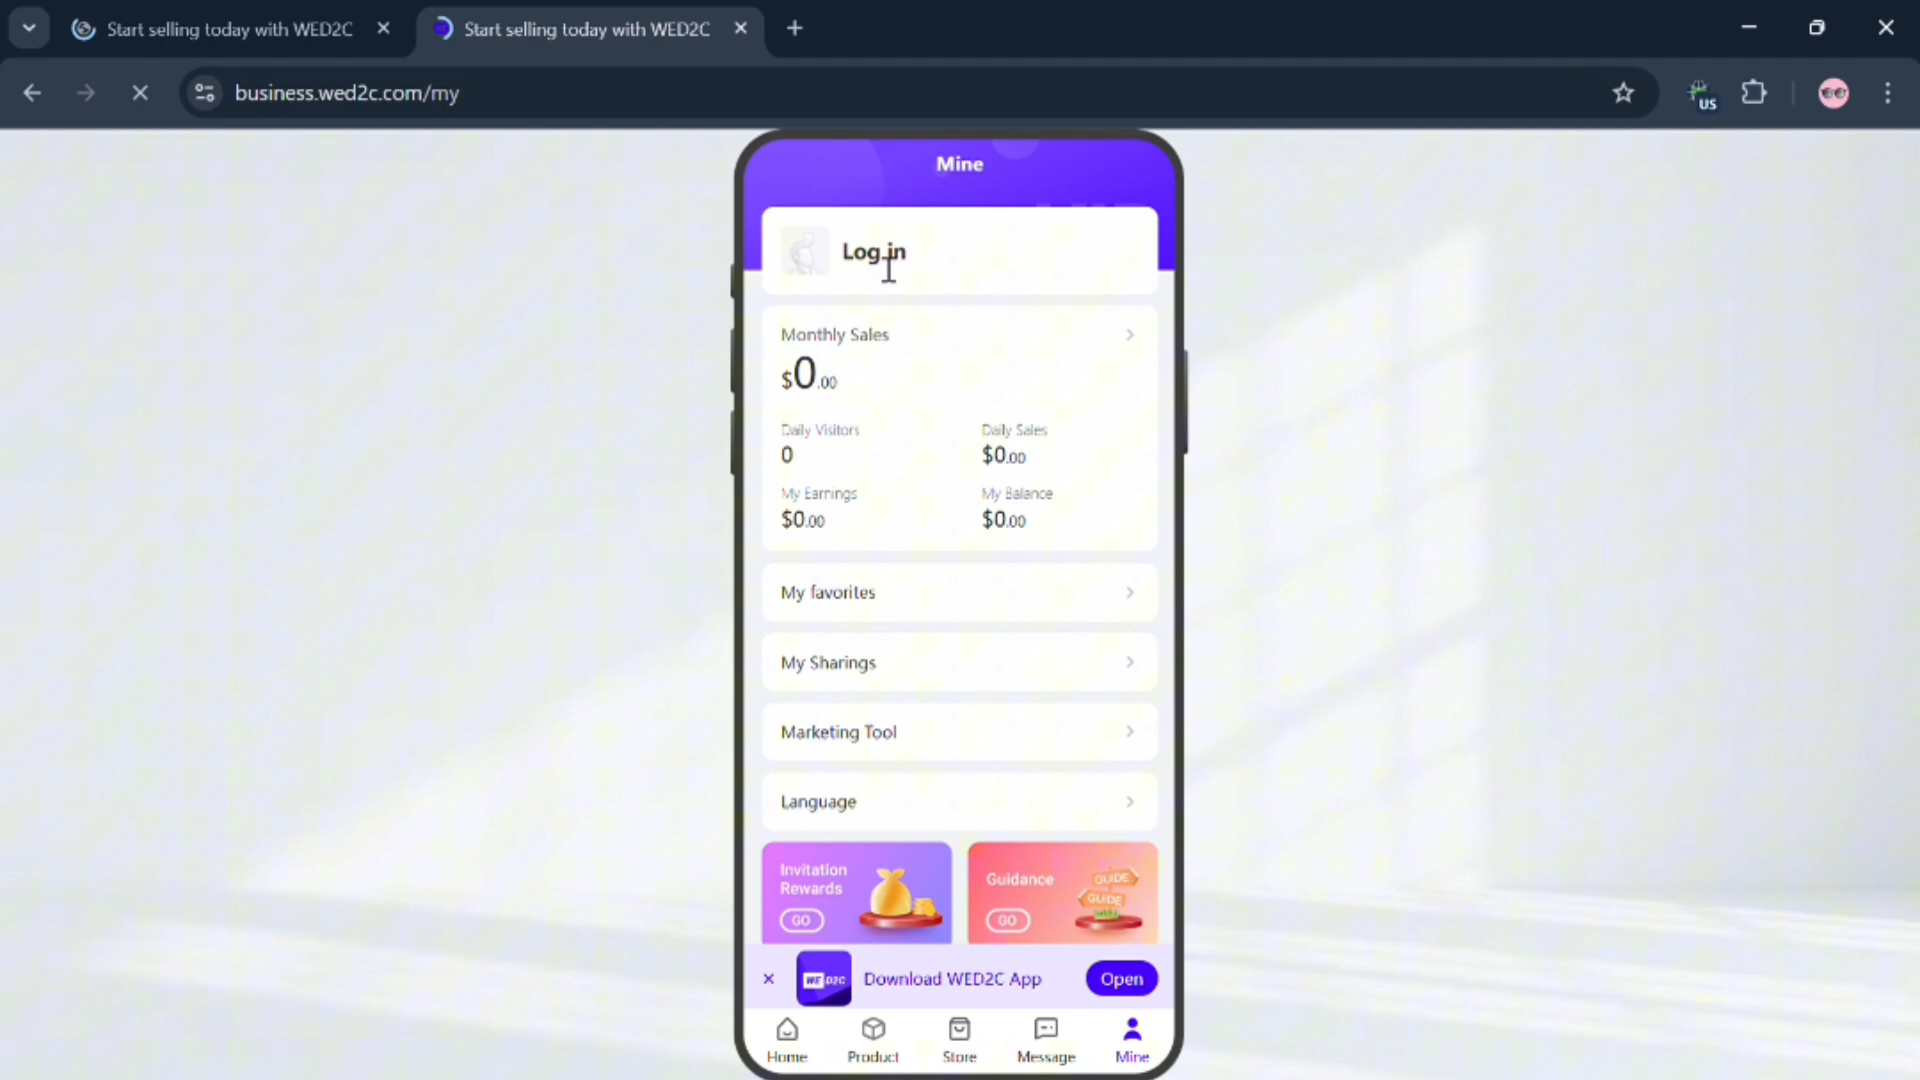 Start selling today with WED2C
Start selling today with WED2C
business.wed2c.com/my
US
Mine
Log in
Monthly Sales
$0.00
Daily Visitors
Daily Sales
0
$0.00
My Earnings
My Balance
$0.00
$0.00
My favorites
My Sharings
Marketing Tool
Language
Invitation
Rewards
GO
Guidance
GO
GUIDE
GUIDE
WED2C
Download WED2C App
Open
Home
Product
Store
Message
Mine